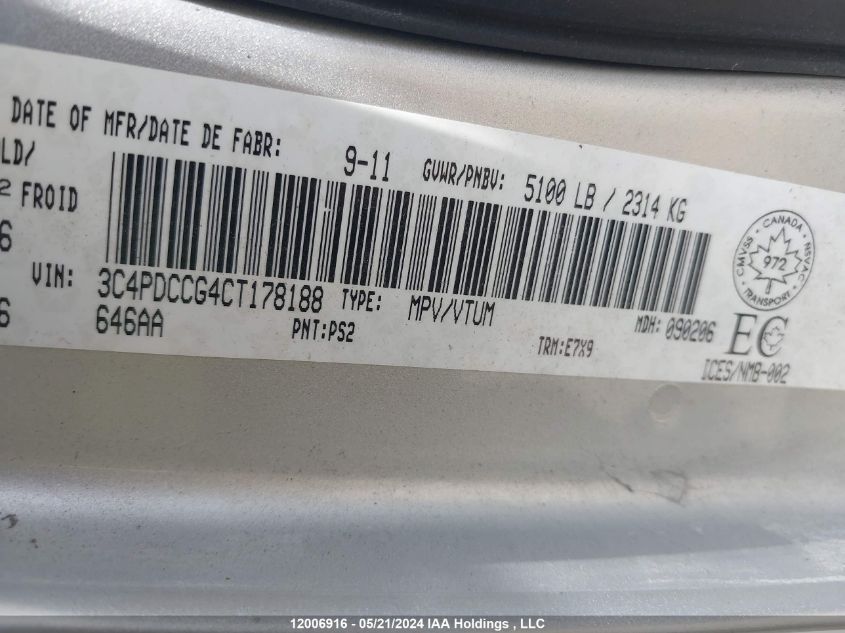 DATE OF MFR/DATE DE FABR: 9-11 GVWR/PNBV: 5100 LB / 2314 KG
LD/
2 FROID
6
VIN: 3C4PDCCG4CT178188 TYPE: MPV/VTUM MDH: 090206
6
646AA PNT:PS2 TRM:E7X9
CANADA
CMVSS NSVAC
972
TRANSPORT
EC
ICES/NMB-002
12006916 - 05/21/2024 IAA Holdings , LLC